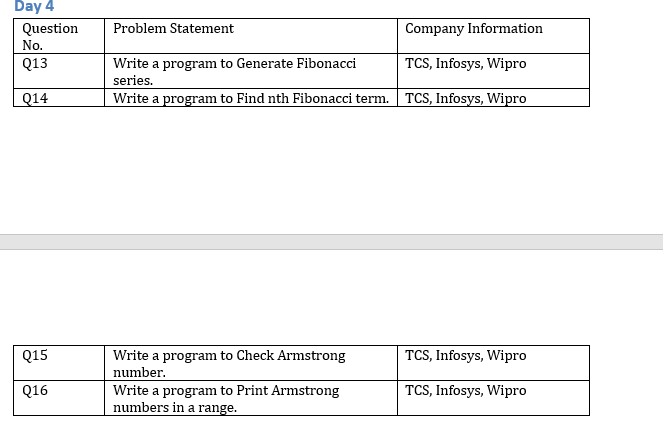 Day 4
Question No. Problem Statement Company Information
Q13 Write a program to Generate Fibonacci series. TCS, Infosys, Wipro
Q14 Write a program to Find nth Fibonacci term. TCS, Infosys, Wipro
Q15 Write a program to Check Armstrong number. TCS, Infosys, Wipro
Q16 Write a program to Print Armstrong numbers in a range. TCS, Infosys, Wipro